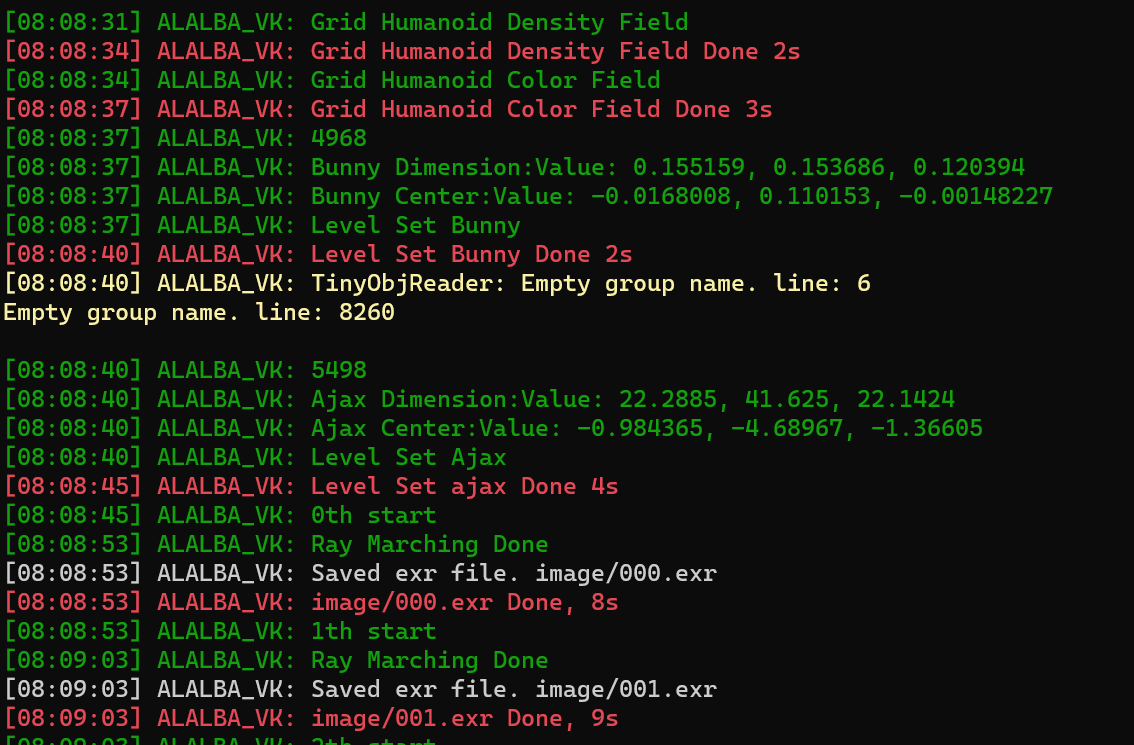 [08:08:31] ALALBA_VK: Grid Humanoid Density Field
[08:08:34] ALALBA_VK: Grid Humanoid Density Field Done 2s
[08:08:34] ALALBA_VK: Grid Humanoid Color Field
[08:08:37] ALALBA_VK: Grid Humanoid Color Field Done 3s
[08:08:37] ALALBA_VK: 4968
[08:08:37] ALALBA_VK: Bunny Dimension:Value: 0.155159, 0.153686, 0.120394
[08:08:37] ALALBA_VK: Bunny Center:Value: -0.0168008, 0.110153, -0.00148227
[08:08:37] ALALBA_VK: Level Set Bunny
[08:08:40] ALALBA_VK: Level Set Bunny Done 2s
[08:08:40] ALALBA_VK: TinyObjReader: Empty group name. line: 6
Empty group name. line: 8260
[08:08:40] ALALBA_VK: 5498
[08:08:40] ALALBA_VK: Ajax Dimension:Value: 22.2885, 41.625, 22.1424
[08:08:40] ALALBA_VK: Ajax Center:Value: -0.984365, -4.68967, -1.36605
[08:08:40] ALALBA_VK: Level Set Ajax
[08:08:45] ALALBA_VK: Level Set ajax Done 4s
[08:08:45] ALALBA_VK: 0th start
[08:08:53] ALALBA_VK: Ray Marching Done
[08:08:53] ALALBA_VK: Saved exr file. image/000.exr
[08:08:53] ALALBA_VK: image/000.exr Done, 8s
[08:08:53] ALALBA_VK: 1th start
[08:09:03] ALALBA_VK: Ray Marching Done
[08:09:03] ALALBA_VK: Saved exr file. image/001.exr
[08:09:03] ALALBA_VK: image/001.exr Done, 9s
[08:09:03] ALALBA_VK: 2th start